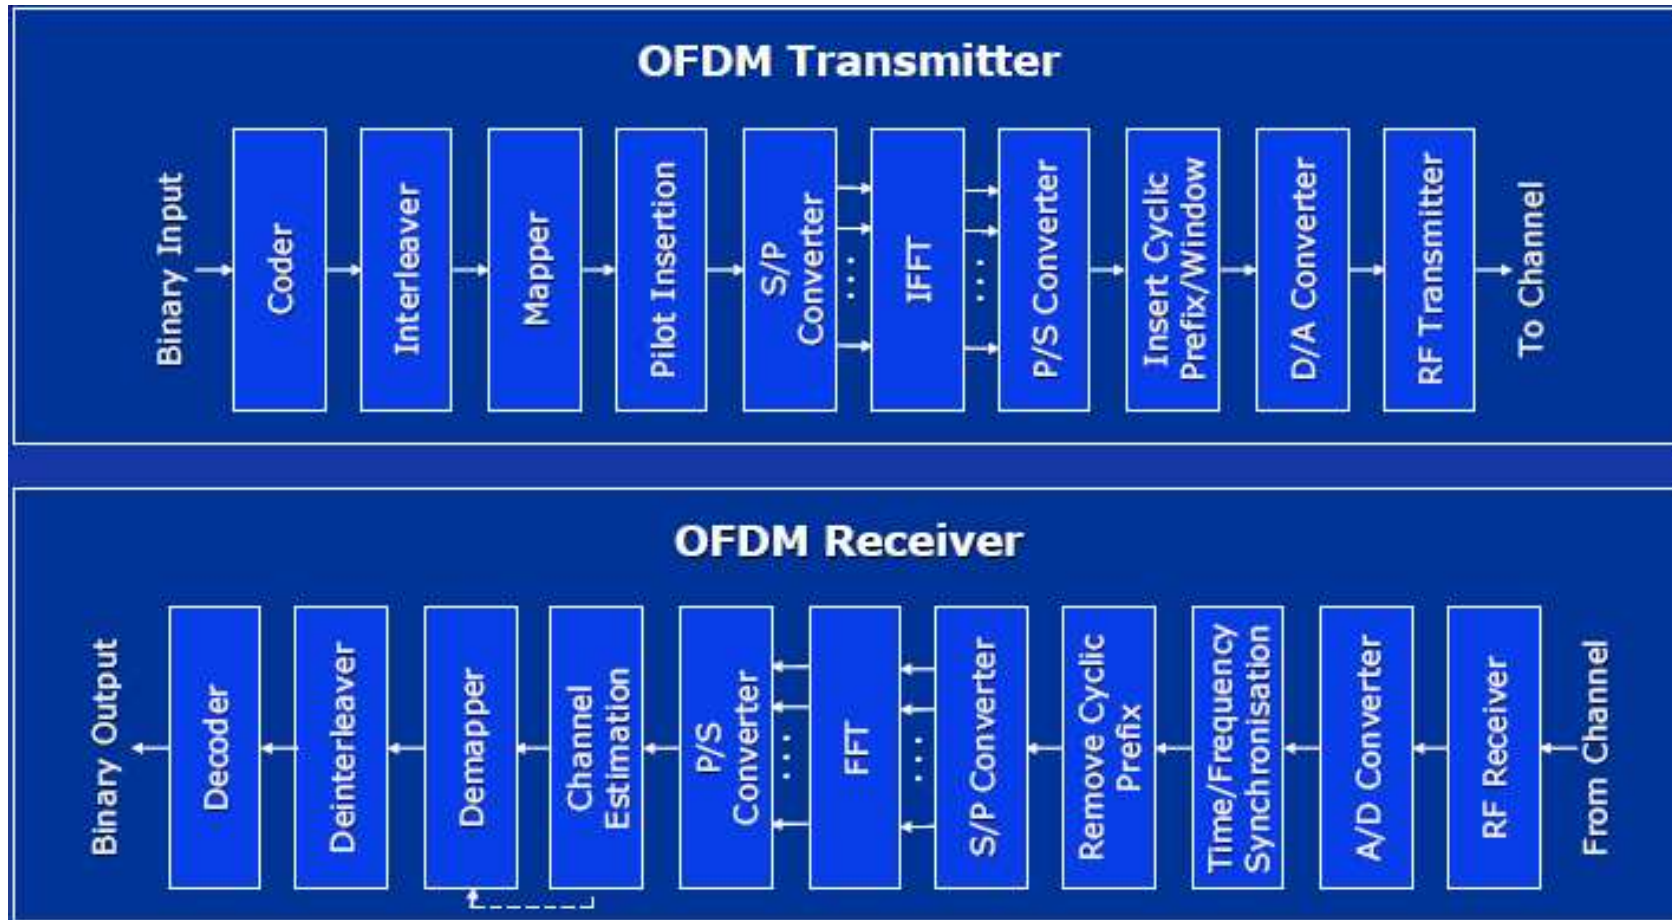 OFDM Transmitter
Binary Input
Coder
Interleaver
Mapper
Pilot Insertion
S/P
Converter
IFFT
P/S Converter
Insert Cyclic
Prefix/Window
D/A Converter
RF Transmitter
To Channel
OFDM Receiver
Binary Output
Decoder
Deinterleaver
Demapper
Channel
Estimation
P/S
Converter
FFT
S/P Converter
Remove Cyclic
Prefix
Time/Frequency
Synchronisation
A/D Converter
RF Receiver
From Channel